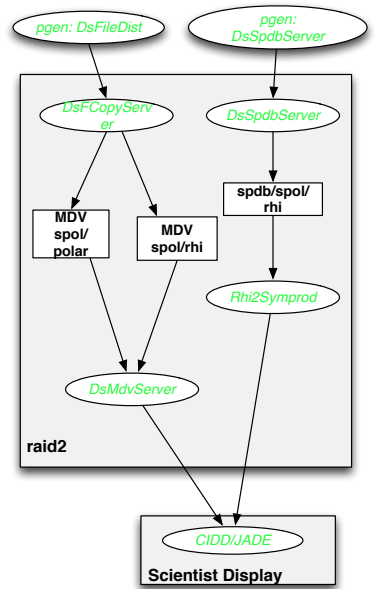 pgen: DsFileDist
pgen:
DsSpdbServer
DsFCopyServ
er
DsSpdbServer
MDV
spol/
polar
MDV
spol/rhi
spdb/spol/
rhi
Rhi2Symprod
DsMdvServer
raid2
CIDD/JADE
Scientist Display